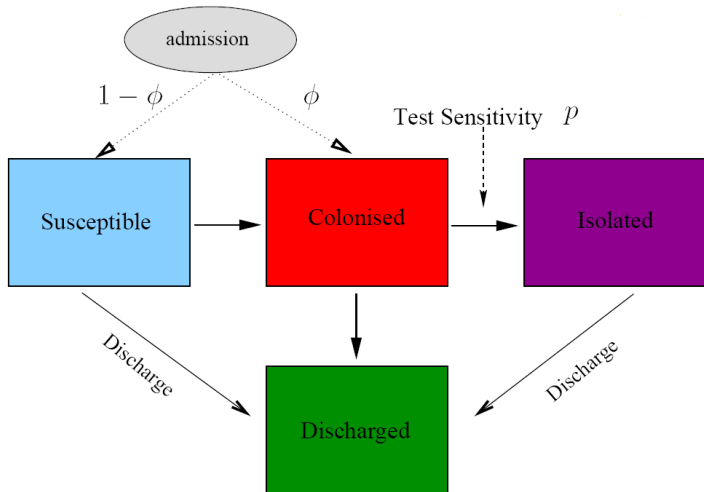 admission
1 − ϕ
ϕ
Test Sensitivity p
Susceptible
Colonised
Isolated
Discharge
Discharge
Discharged